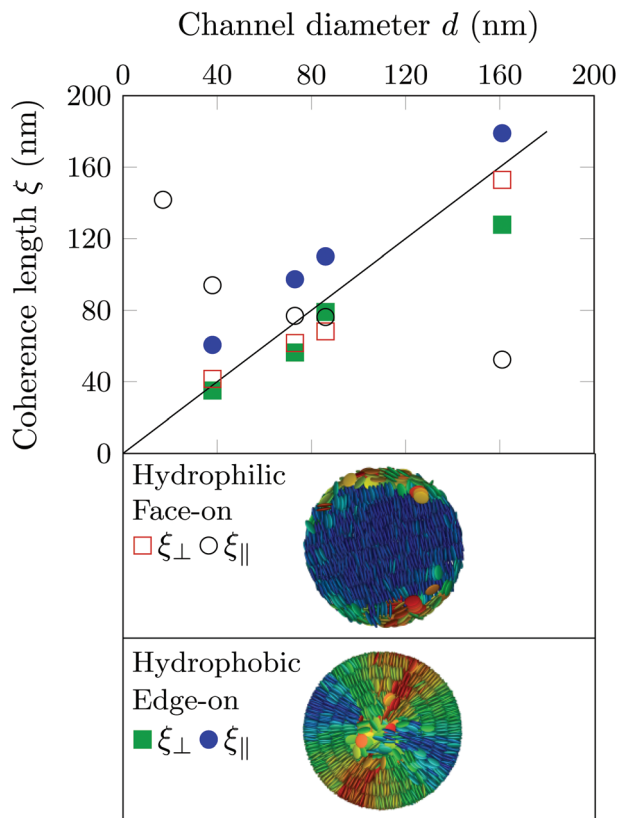 Channel diameter d (nm)
0 40 80 120 160 200
Coherence length ξ (nm)
200
160
120
80
40
0
Hydrophilic
Face-on
□ ξ⊥ ○ ξ∥
Hydrophobic
Edge-on
■ ξ⊥ ● ξ∥